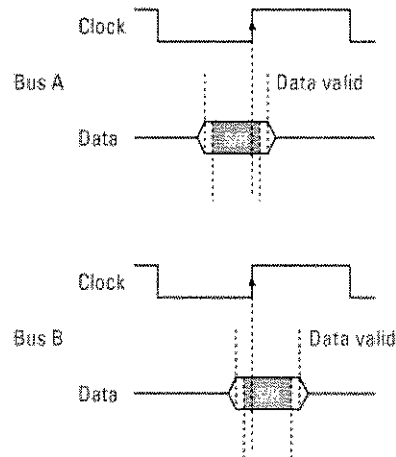 Clock
Bus A
Data valid
Data
Clock
Bus B
Data valid
Data